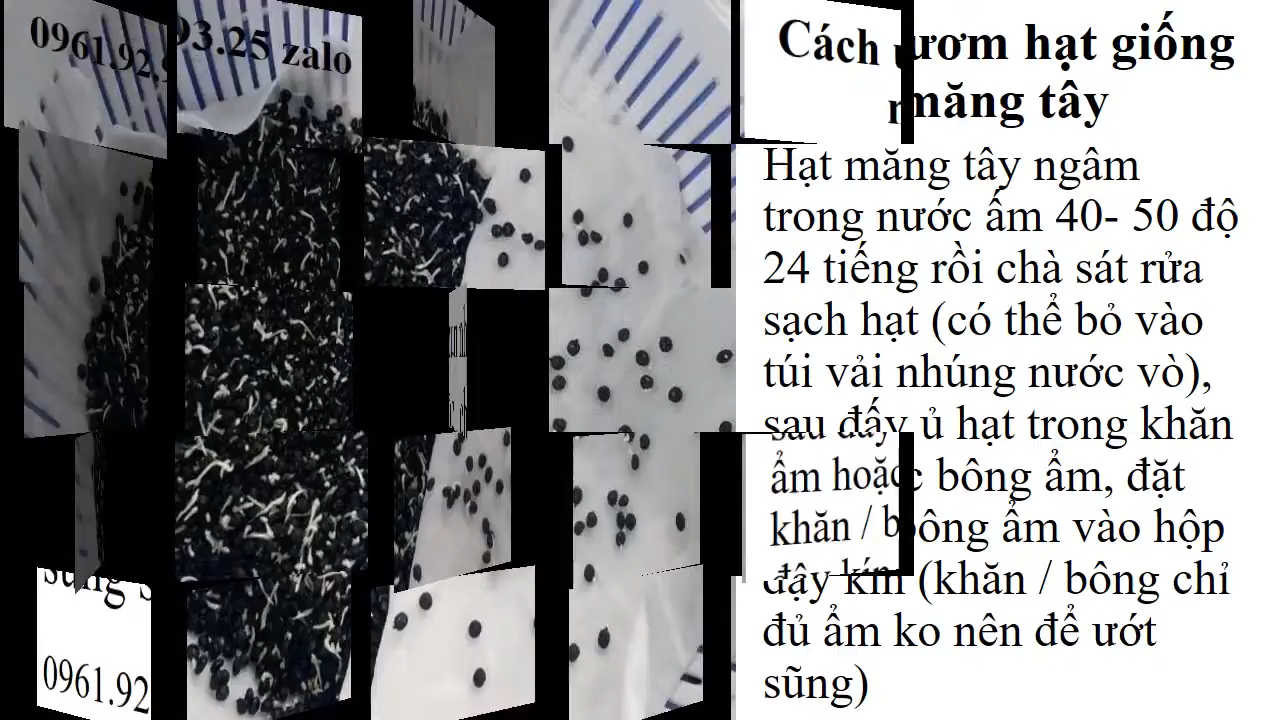 0961.92.9
93.25 zalo
Cách ươm hạt giống
măng tây
Hạt măng tây ngâm
trong nước ấm 40- 50 độ
24 tiếng rồi chà sát rửa
sạch hạt (có thể bỏ vào
túi vải nhúng nước vò),
sau đấy ủ hạt trong khăn
ẩm hoặc bông ẩm, đặt
khăn / bông ẩm vào hộp
đậy kín (khăn / bông chỉ
đủ ẩm ko nên để ướt
sũng)
0961.92